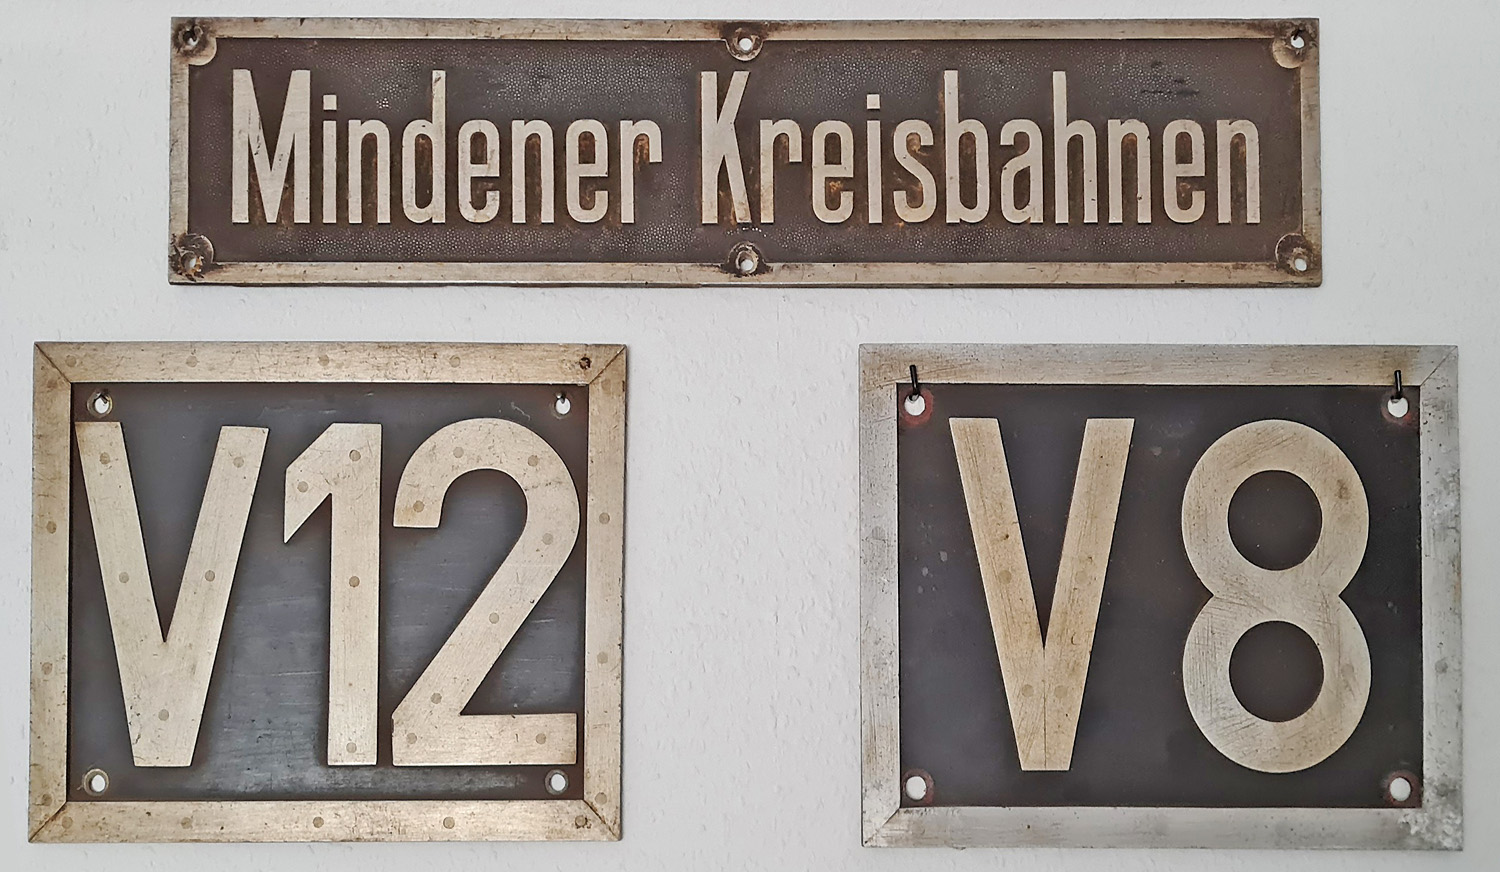 Mindener Kreisbahnen
V12
V8